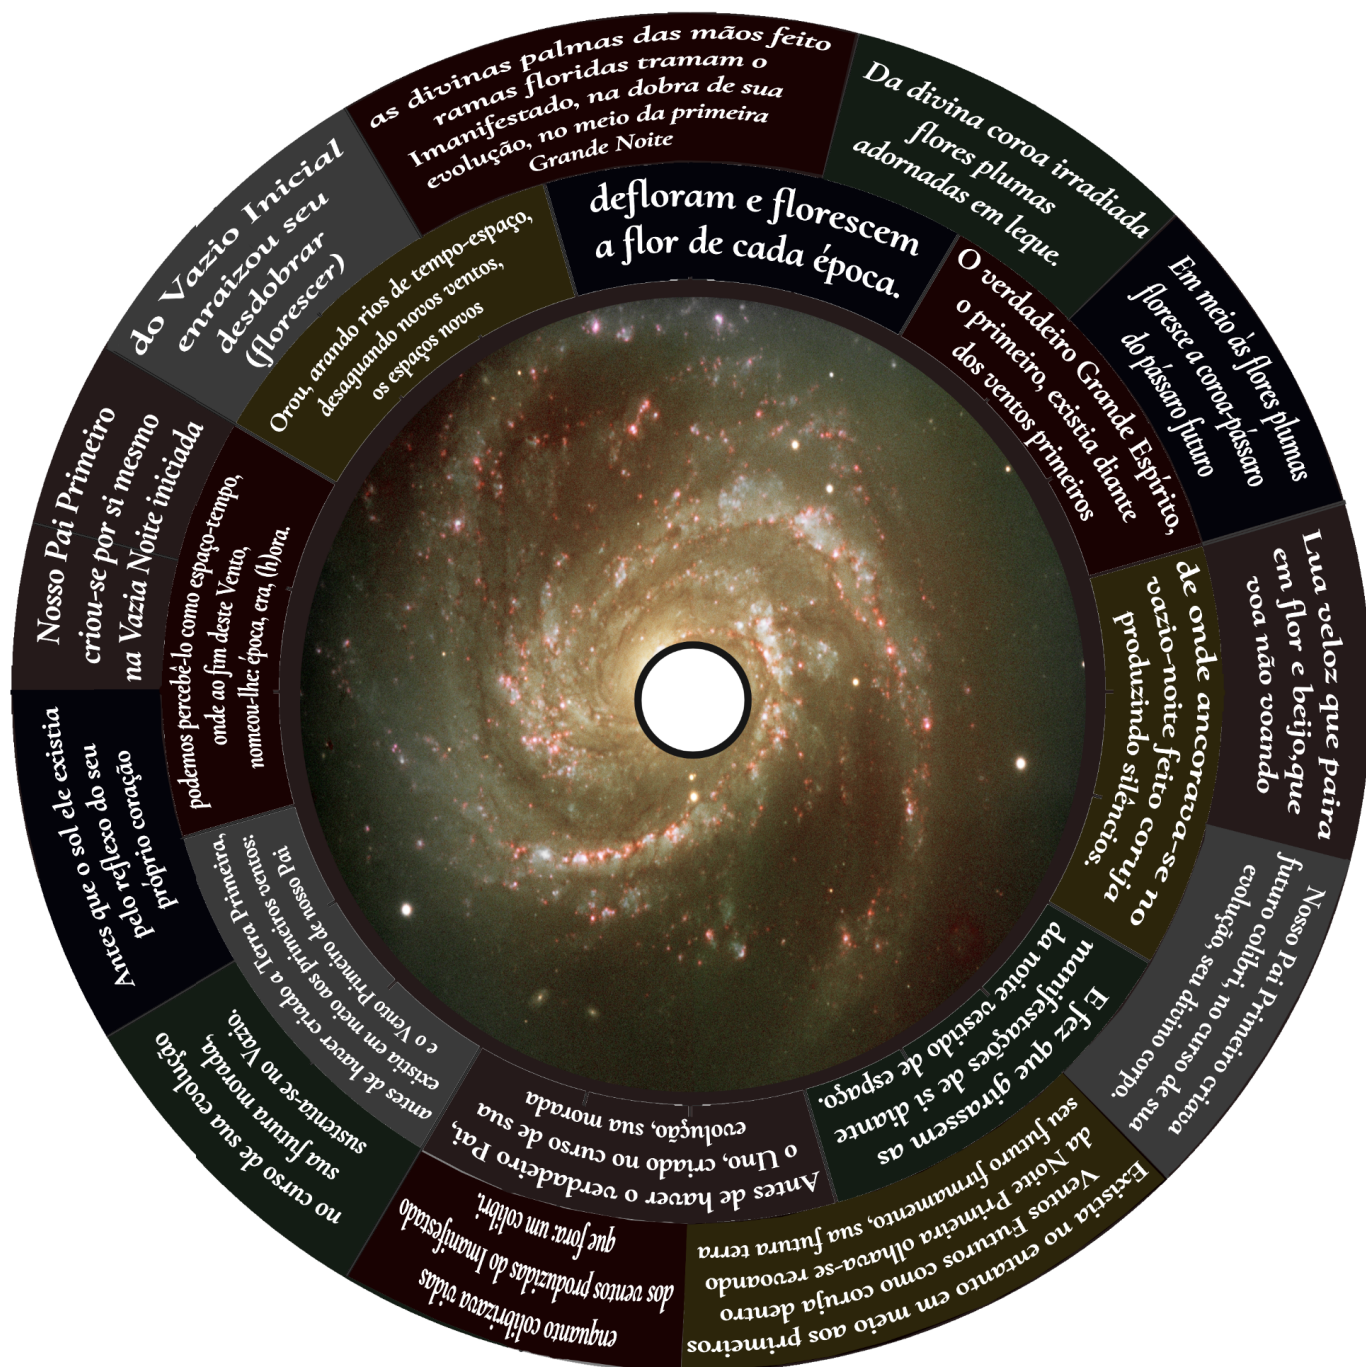 Nosso Pai Primeiro
criou-se por si mesmo
na Vazia Noite iniciada
do Vazio Inicial
enraizou seu
desdobrar
(florescer)
as divinas palmas das mãos feito
ramas floridas tramam o
Imanifestado, na dobra de sua
evolução, no meio da primeira
Grande Noite
Da divina coroa irradiada
flores plumas
adornadas em leque.
Em meio às flores plumas
floresce a coroa-pássaro
do pássaro futuro
Lua veloz que paira
em flor e beijo,que
voa não voando
Nosso Pai Primeiro criava
futuro colibri, no curso de sua
evolução, seu divino corpo.
Existia no entanto em meio aos primeiros
Ventos Futuros como coruja dentro
da Noite Primeira olhava-se revoando
seu futuro firmamento, sua futura terra
enquanto colibrizava vidas
dos ventos produzidas do Imanifestado
que fora: um colibri.
no curso de sua evolução
sua futura morada,
sustenta-se no Vazio.
Antes que o sol ele existia
pelo reflexo do seu
próprio coração
O verdadeiro Grande Espírito,
o primeiro, existia diante
dos ventos primeiros
de onde ancorava-se no
vazio-noite feito coruja
produzindo silêncios.
E fez que girassem as
manifestações de si diante
da noite vestido de espaço.
Antes de haver o verdadeiro Pai,
o Uno, criado no curso de sua
evolução, sua morada
antes de haver criado a Terra Primeira,
existia em meio aos primeiros ventos:
e o Vento Primeiro de nosso Pai
podemos percebê-lo como espaço-tempo,
onde ao fim deste Vento,
nomeou-lhe: época, era, (h)ora.
Orou, arando rios de tempo-espaço,
desaguando novos ventos,
os espaços novos
defloram e florescem
a flor de cada época.